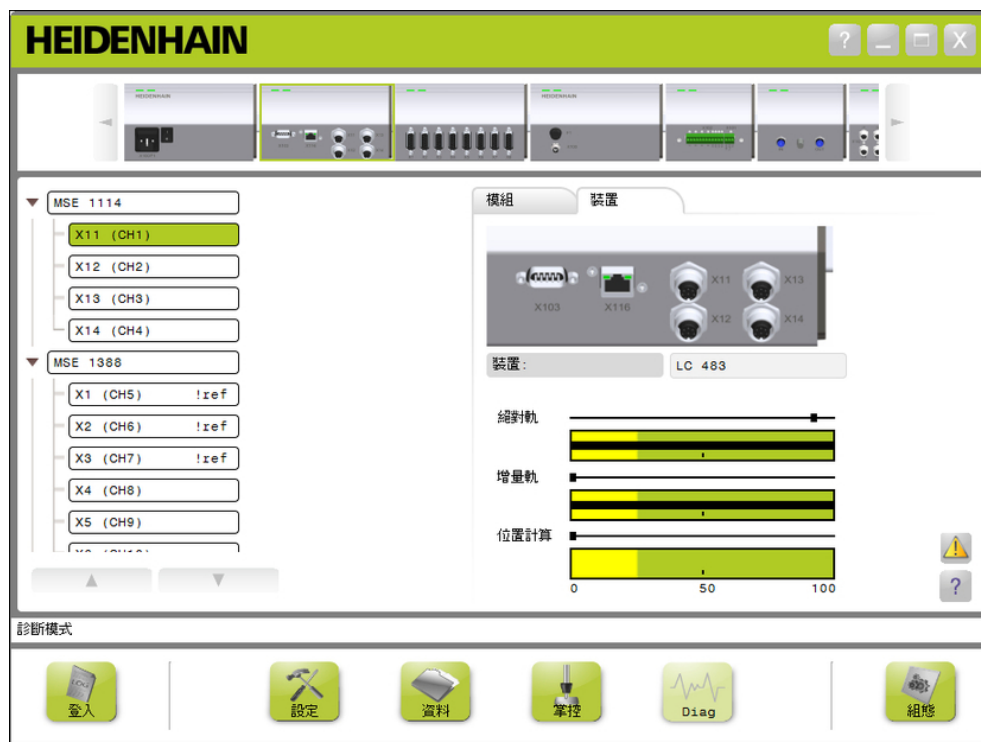 HEIDENHAIN
?
X
HEIDENHAIN
HEIDENHAIN
MSE 1114
X11 (CH1)
X12 (CH2)
X13 (CH3)
X14 (CH4)
MSE 1388
X1 (CH5) !ref
X2 (CH6) !ref
X3 (CH7) !ref
X4 (CH8)
X5 (CH9)
模組
裝置
X103
X116
X11
X13
X12
X14
裝置:
LC 483
絕對軌
增量軌
位置計算
0 50 100
?
診斷模式
LOG
登入
設定
資料
掌控
Diag
組態